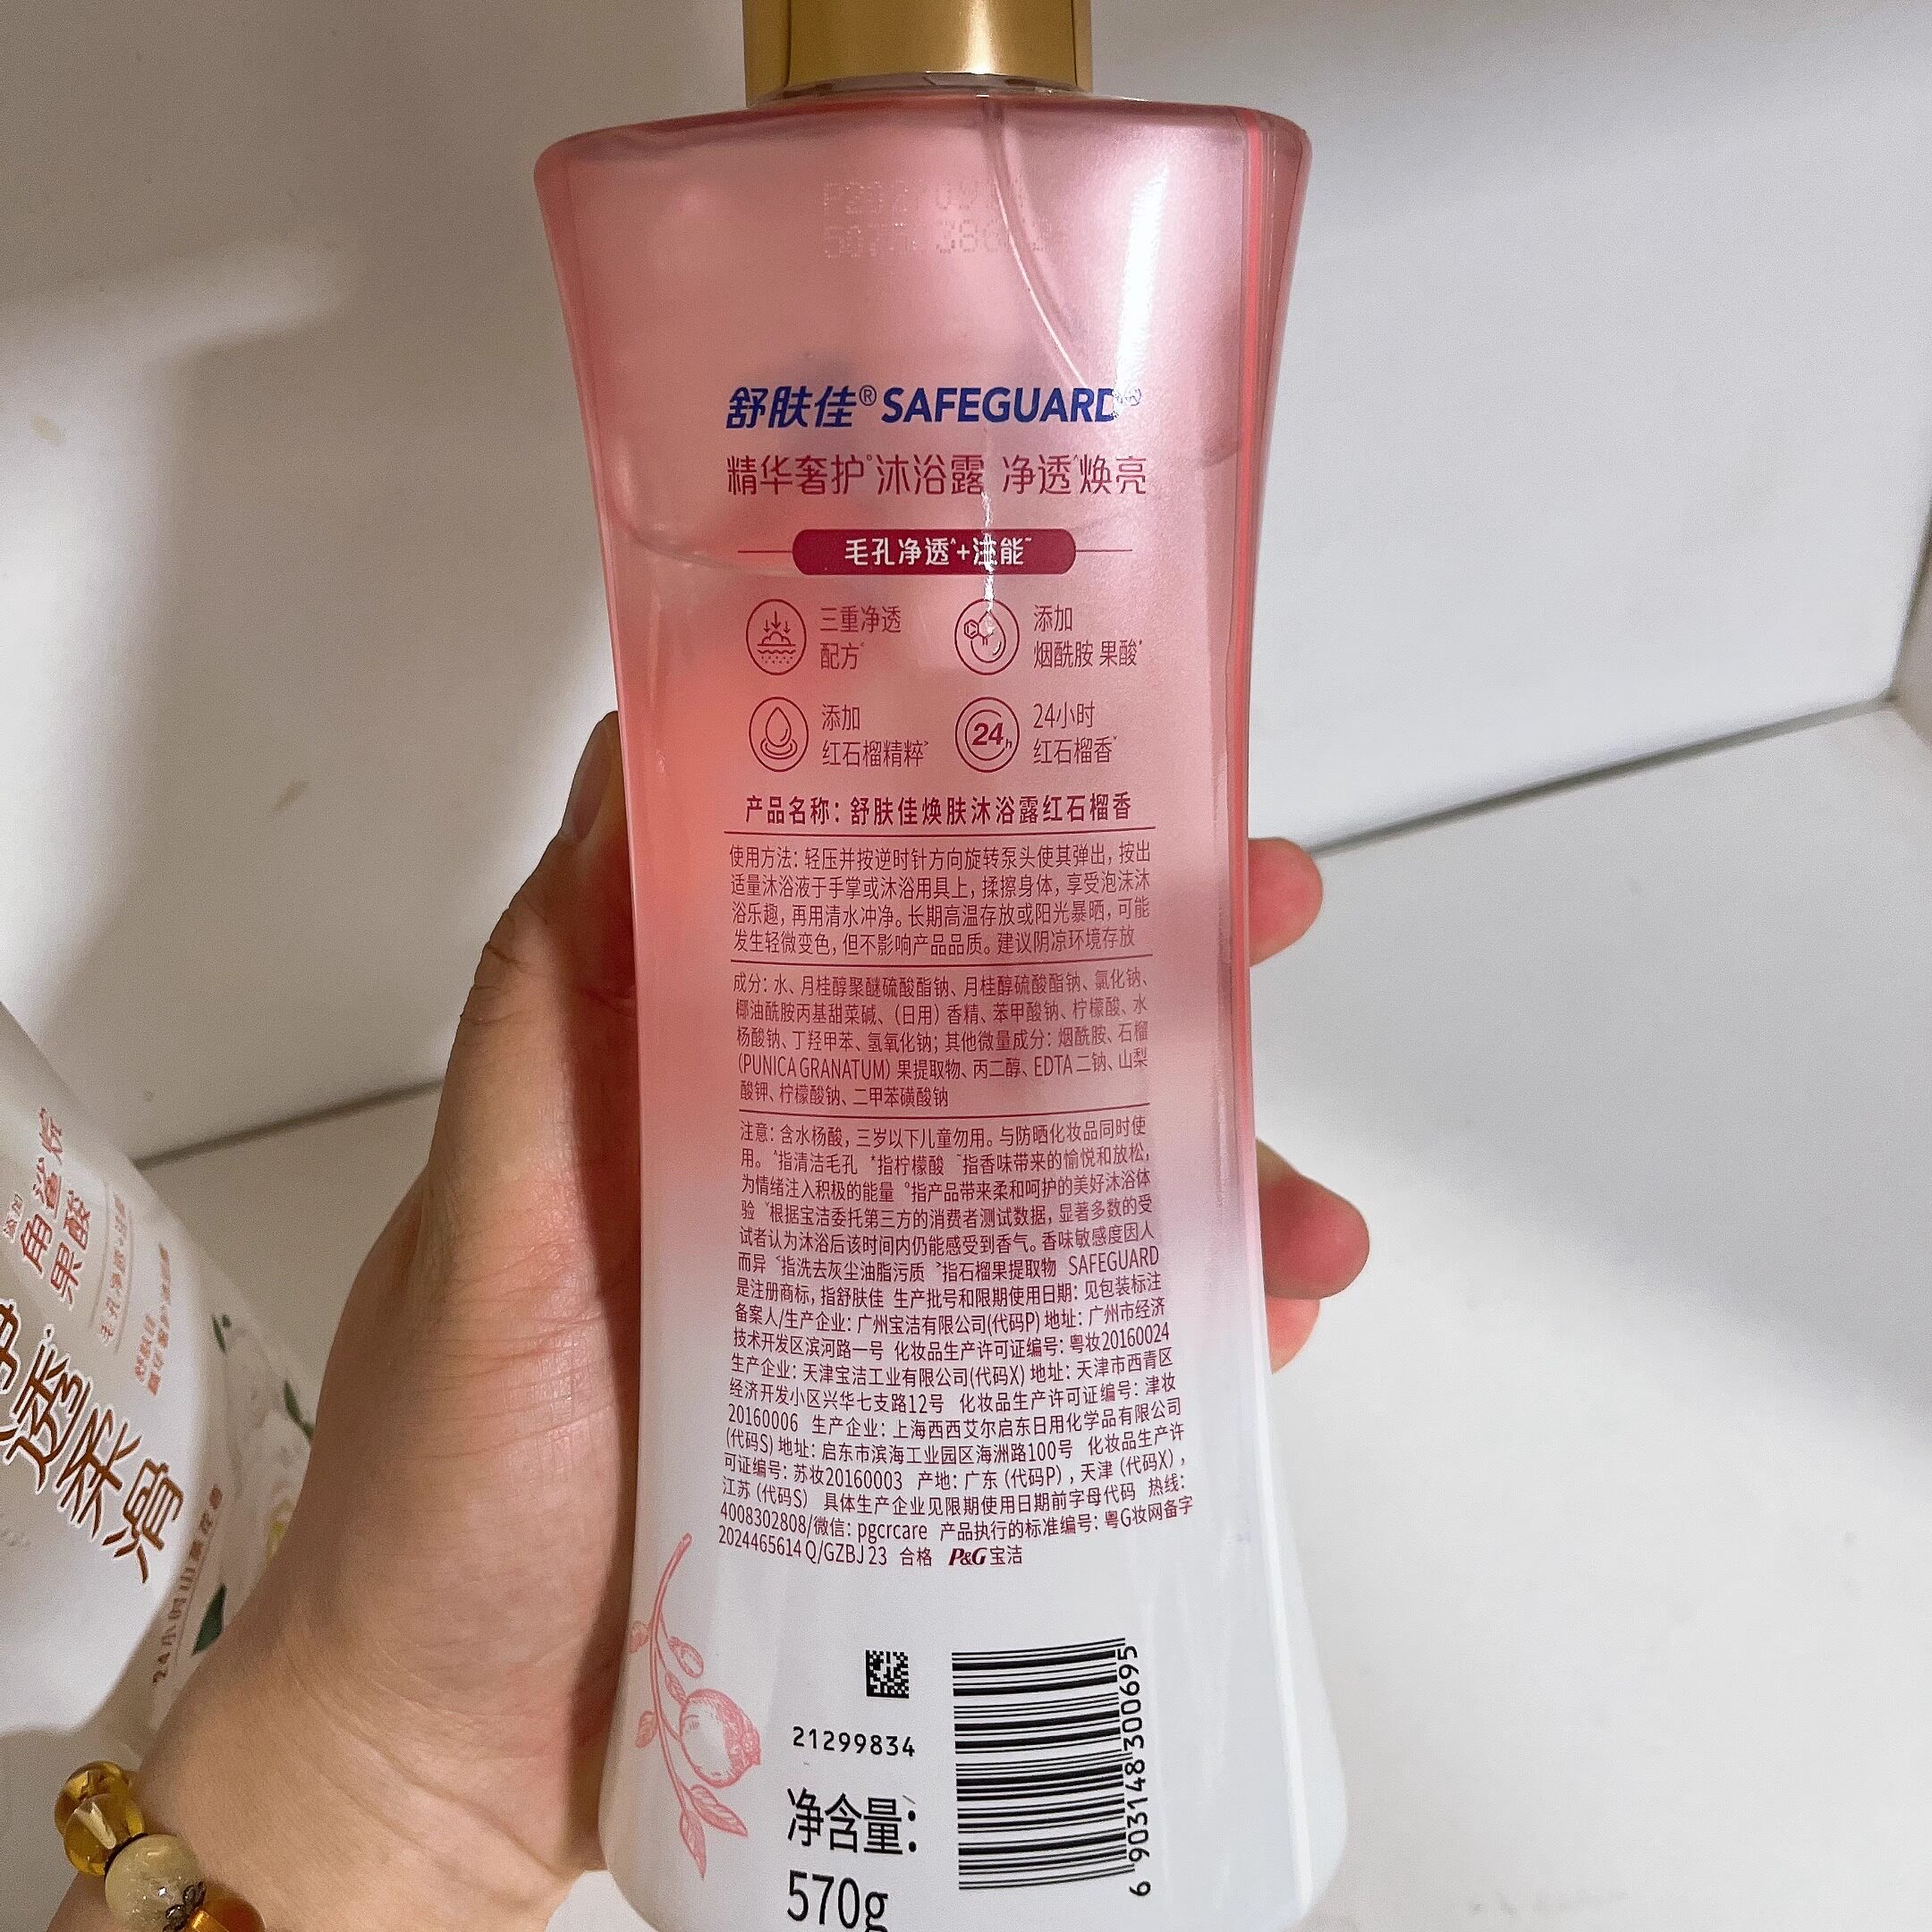 舒肤佳® SAFEGUARD
精华奢护°沐浴露 净透^焕亮
毛孔净透^+注能~
三重净透
配方
添加
烟酰胺 果酸*
添加
红石榴精粹
24h
24小时
红石榴香ˇ
产品名称：舒肤佳焕肤沐浴露红石榴香
使用方法：轻压并按逆时针方向旋转泵头使其弹出，按出
适量沐浴液于手掌或沐浴用具上，揉擦身体，享受泡沫沐
浴乐趣，再用清水冲净。长期高温存放或阳光暴晒，可能
发生轻微变色，但不影响产品品质。建议阴凉环境存放
成分：水、月桂醇聚醚硫酸酯钠、月桂醇硫酸酯钠、氯化钠、
椰油酰胺丙基甜菜碱、（日用）香精、苯甲酸钠、柠檬酸、水
杨酸钠、丁羟甲苯、氢氧化钠；其他微量成分：烟酰胺、石榴
（PUNICA GRANATUM）果提取物、丙二醇、EDTA 二钠、山梨
酸钾、柠檬酸钠、二甲苯磺酸钠
注意：含水杨酸，三岁以下儿童勿用。与防晒化妆品同时使
用。^指清洁毛孔 *指柠檬酸 ~指香味带来的愉悦和放松，
为情绪注入积极的能量 °指产品带来柔和呵护的美好沐浴体
验 ˇ根据宝洁委托第三方的消费者测试数据，显著多数的受
试者认为沐浴后该时间内仍能感受到香气。香味敏感度因人
而异 ˂指洗去灰尘油脂污质 ˃指石榴果提取物 SAFEGUARD
是注册商标，指舒肤佳 生产批号和限期使用日期：见包装标注
备案人/生产企业：广州宝洁有限公司(代码P) 地址：广州市经济
技术开发区滨河路一号 化妆品生产许可证编号：粤妆20160024
生产企业：天津宝洁工业有限公司(代码X) 地址：天津市西青区
经济开发小区兴华七支路12号 化妆品生产许可证编号：津妆
20160006 生产企业：上海西西艾尔启东日用化学品有限公司
(代码S) 地址：启东市滨海工业园区海洲路100号 化妆品生产许
可证编号：苏妆20160003 产地：广东（代码P），天津（代码X），
江苏（代码S） 具体生产企业见限期使用日期前字母代码 热线：
4008302808/微信：pgcrcare 产品执行的标准编号：粤G妆网备字
2024465614 Q/GZBJ 23 合格 P&G 宝洁
21299834
净含量：
570g
6 903148 300695
添加
角鲨烷
果酸
毛孔净透
透柔滑
24小时山茶花香